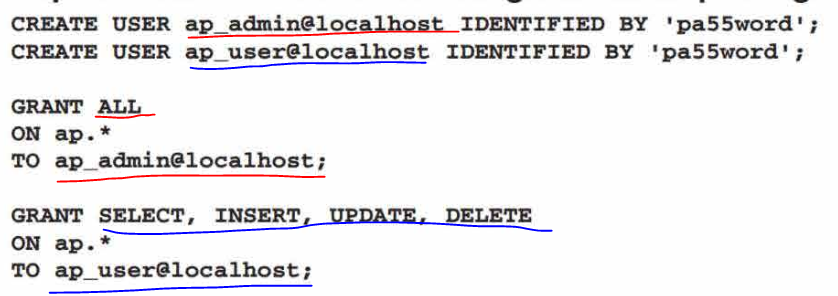 CREATE USER ap_admin@localhost IDENTIFIED BY 'pa55word';
CREATE USER ap_user@localhost IDENTIFIED BY 'pa55word';
GRANT ALL
ON ap.*
TO ap_admin@localhost;
GRANT SELECT, INSERT, UPDATE, DELETE
ON ap.*
TO ap_user@localhost;